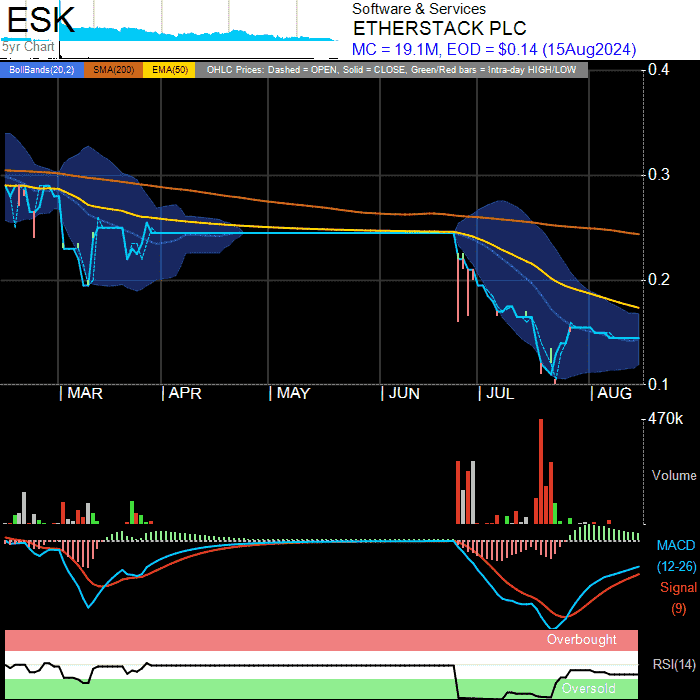 ESK
Software & Services
ETHERSTACK PLC
MC = 19.1M, EOD = $0.14 (15Aug2024)
5yr Chart
BollBands(20,2) SMA(200) EMA(50) OHLC Prices: Dashed = OPEN, Solid = CLOSE, Green/Red bars = Intra-day HIGH/LOW
0.4
0.3
0.2
0.1
MAR APR MAY JUN JUL AUG
470k
Volume
MACD
(12-26)
Signal
(9)
Overbought
RSI(14)
Oversold